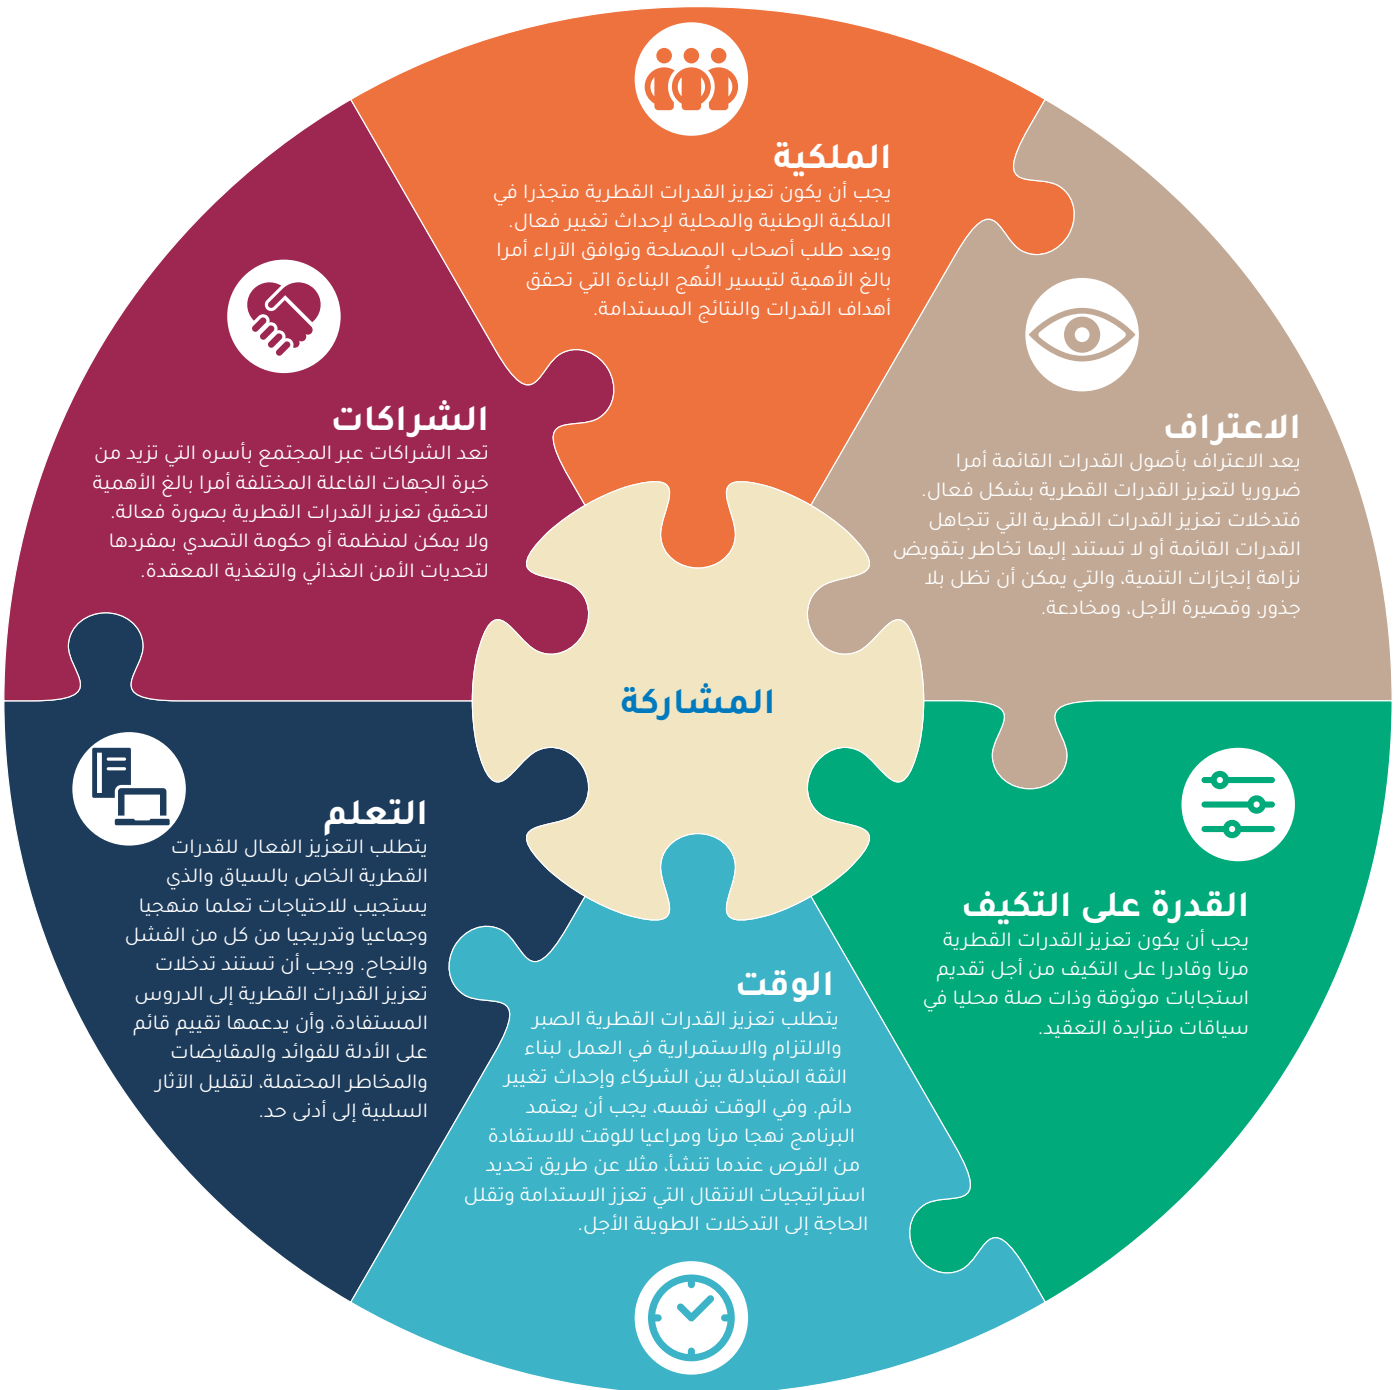 الملكية
يجب أن يكون تعزيز القدرات القطرية متجذرا في
الملكية الوطنية والمحلية لإحداث تغيير فعال.
ويعد طلب أصحاب المصلحة وتوافق الآراء أمرا
بالغ الأهمية لتيسير النُهج البناءة التي تحقق
أهداف القدرات والنتائج المستدامة.
الاعتراف
يعد الاعتراف بأصول القدرات القائمة أمرا
ضروريا لتعزيز القدرات القطرية بشكل فعال.
فتدخلات تعزيز القدرات القطرية التي تتجاهل
القدرات القائمة أو لا تستند إليها تخاطر بتقويض
نزاهة إنجازات التنمية، والتي يمكن أن تظل بلا
جذور، وقصيرة الأجل، ومخادعة.
القدرة على التكيف
يجب أن يكون تعزيز القدرات القطرية
مرنا وقادرا على التكيف من أجل تقديم
استجابات موثوقة وذات صلة محليا في
سياقات متزايدة التعقيد.
الوقت
يتطلب تعزيز القدرات القطرية الصبر
والالتزام والاستمرارية في العمل لبناء
الثقة المتبادلة بين الشركاء وإحداث تغيير
دائم. وفي الوقت نفسه، يجب أن يعتمد
البرنامج نهجا مرنا ومراعيا للوقت للاستفادة
من الفرص عندما تنشأ، مثلا عن طريق تحديد
استراتيجيات الانتقال التي تعزز الاستدامة وتقلل
الحاجة إلى التدخلات الطويلة الأجل.
التعلم
يتطلب التعزيز الفعال للقدرات
القطرية الخاص بالسياق والذي
يستجيب للاحتياجات تعلما منهجيا
وجماعيا وتدريجيا من كل من الفشل
والنجاح. ويجب أن تستند تدخلات
تعزيز القدرات القطرية إلى الدروس
المستفادة، وأن يدعمها تقييم قائم
على الأدلة للفوائد والمقايضات
والمخاطر المحتملة، لتقليل الآثار
السلبية إلى أدنى حد.
الشراكات
تعد الشراكات عبر المجتمع بأسره التي تزيد من
خبرة الجهات الفاعلة المختلفة أمرا بالغ الأهمية
لتحقيق تعزيز القدرات القطرية بصورة فعالة.
ولا يمكن لمنظمة أو حكومة التصدي بمفردها
لتحديات الأمن الغذائي والتغذية المعقدة.
المشاركة